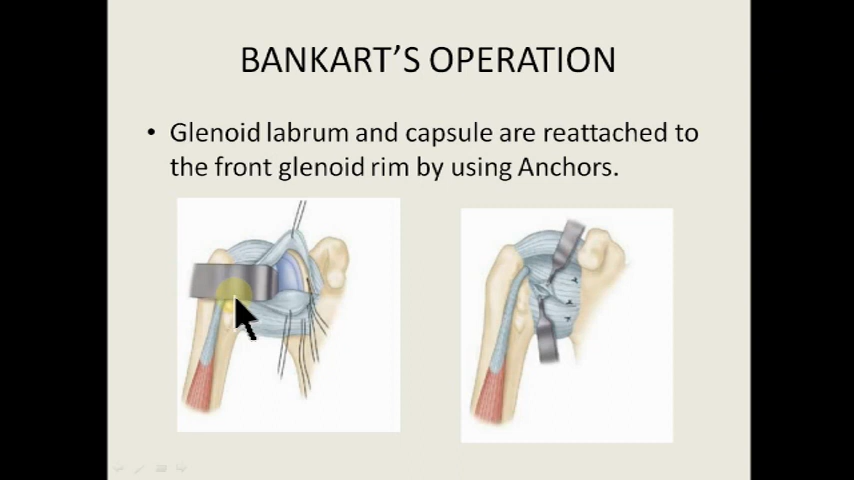 BANKART’S OPERATION
• Glenoid labrum and capsule are reattached to
the front glenoid rim by using Anchors.